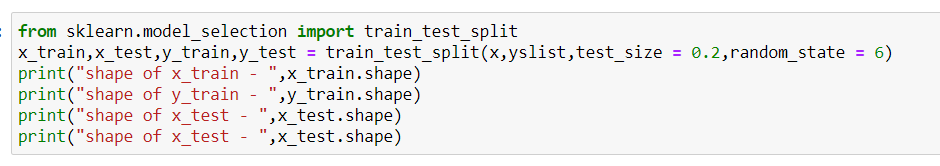 from sklearn.model_selection import train_test_split
x_train,x_test,y_train,y_test = train_test_split(x,yslist,test_size = 0.2,random_state = 6)
print("shape of x_train - ",x_train.shape)
print("shape of y_train - ",y_train.shape)
print("shape of x_test - ",x_test.shape)
print("shape of x_test - ",x_test.shape)